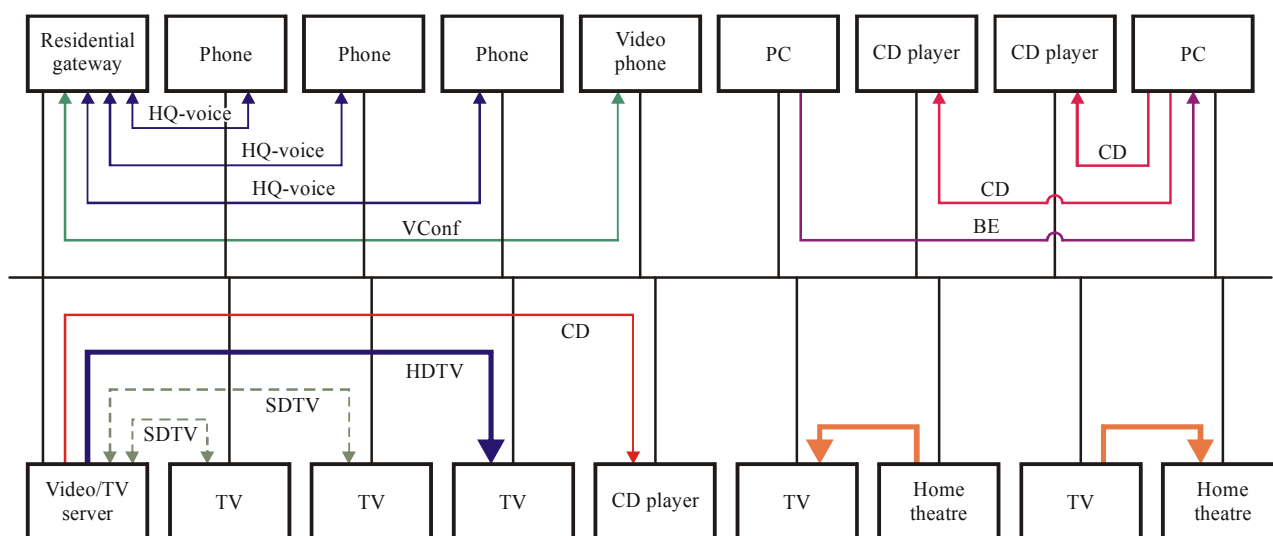 Residential
gateway
Phone
Phone
Phone
Video
phone
PC
CD player
CD player
PC
HQ-voice
HQ-voice
CD
HQ-voice
CD
VConf
BE
CD
HDTV
SDTV
SDTV
Video/TV
server
TV
TV
TV
CD player
TV
Home
theatre
TV
Home
theatre